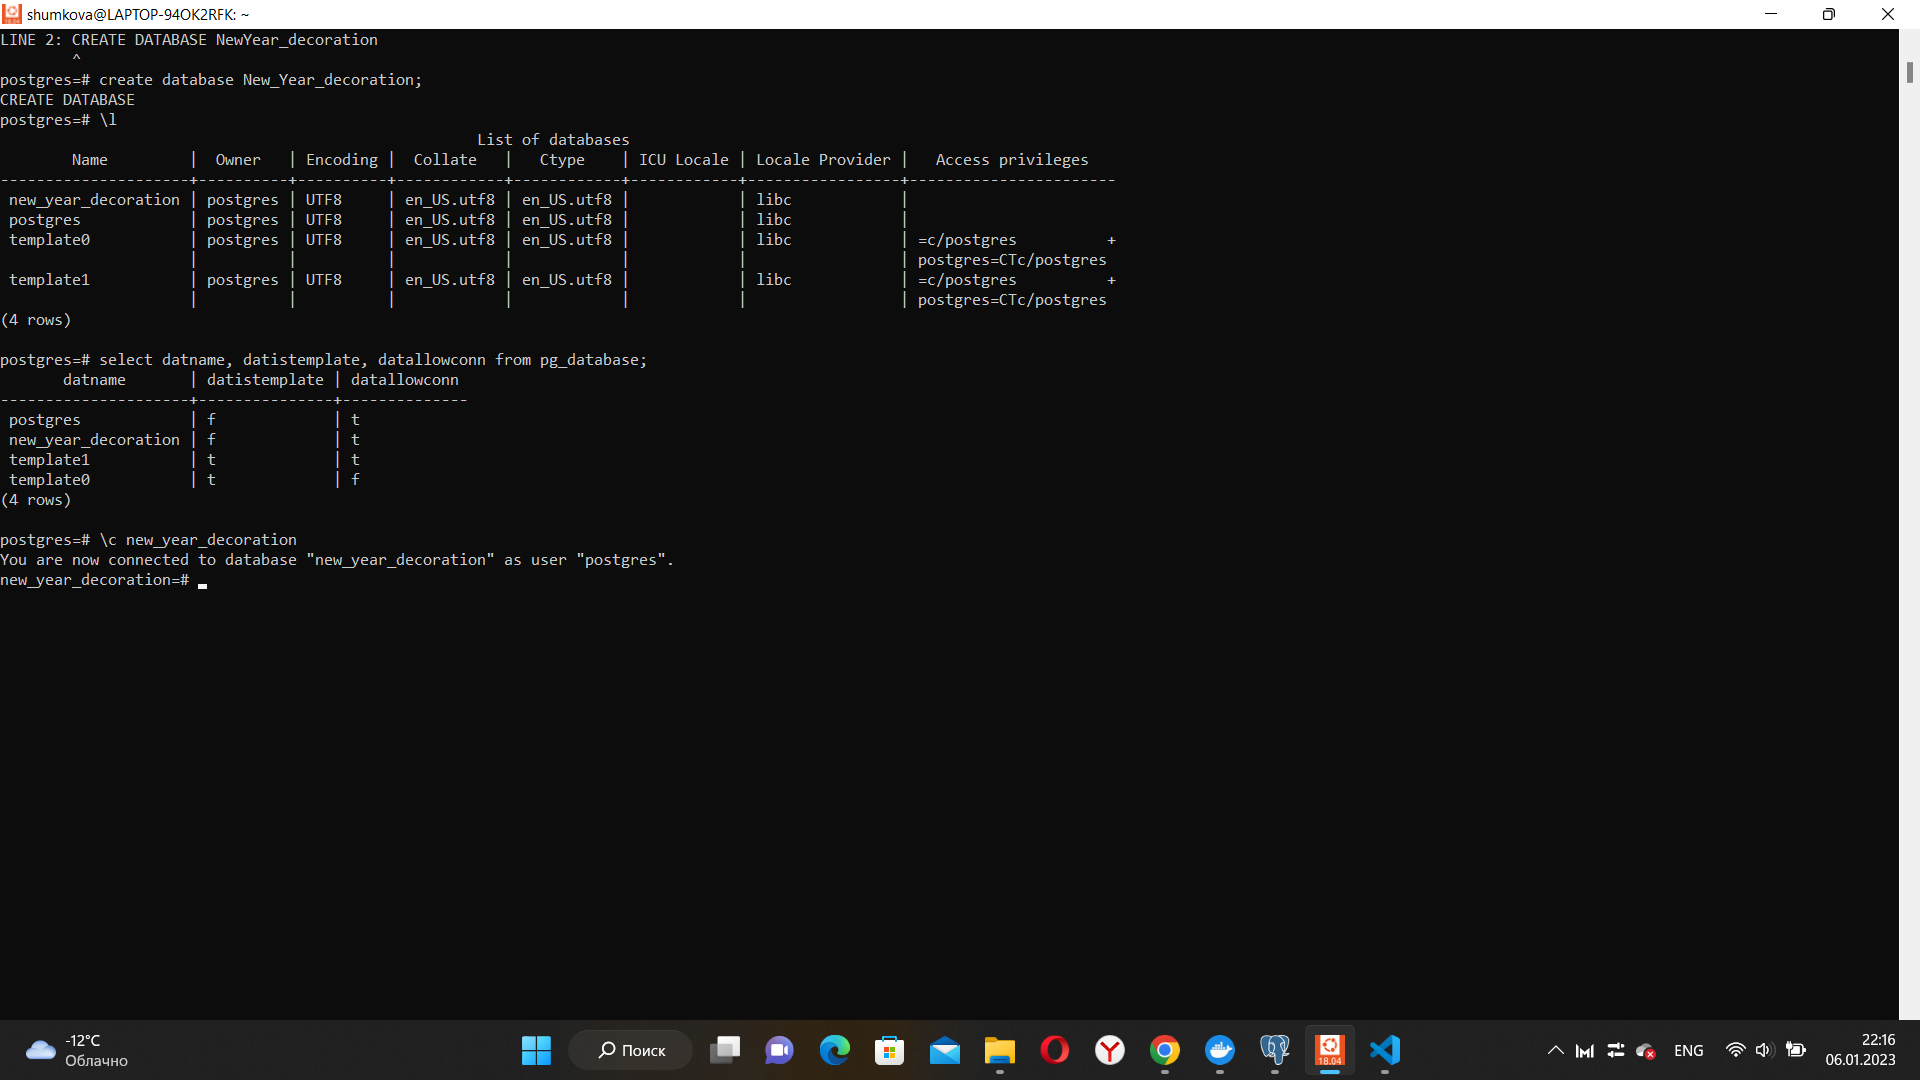 shumkova@LAPTOP-94OK2RFK: ~
LINE 2: CREATE DATABASE NewYear_decoration
        ^
postgres=# create database New_Year_decoration;
CREATE DATABASE
postgres=# \l
                                                     List of databases
        Name         |  Owner   | Encoding |  Collate   |   Ctype    | ICU Locale | Locale Provider |   Access privileges
---------------------+----------+----------+------------+------------+------------+-----------------+-----------------------
 new_year_decoration | postgres | UTF8     | en_US.utf8 | en_US.utf8 |            | libc            |
 postgres            | postgres | UTF8     | en_US.utf8 | en_US.utf8 |            | libc            |
 template0           | postgres | UTF8     | en_US.utf8 | en_US.utf8 |            | libc            | =c/postgres          +
                     |          |          |            |            |            |                 | postgres=CTc/postgres
 template1           | postgres | UTF8     | en_US.utf8 | en_US.utf8 |            | libc            | =c/postgres          +
                     |          |          |            |            |            |                 | postgres=CTc/postgres
(4 rows)
postgres=# select datname, datistemplate, datallowconn from pg_database;
       datname       | datistemplate | datallowconn
---------------------+---------------+--------------
 postgres            | f             | t
 new_year_decoration | f             | t
 template1           | t             | t
 template0           | t             | f
(4 rows)
postgres=# \c new_year_decoration
You are now connected to database "new_year_decoration" as user "postgres".
new_year_decoration=#
-12°C
Облачно
Поиск
18.04
ENG
22:16
06.01.2023